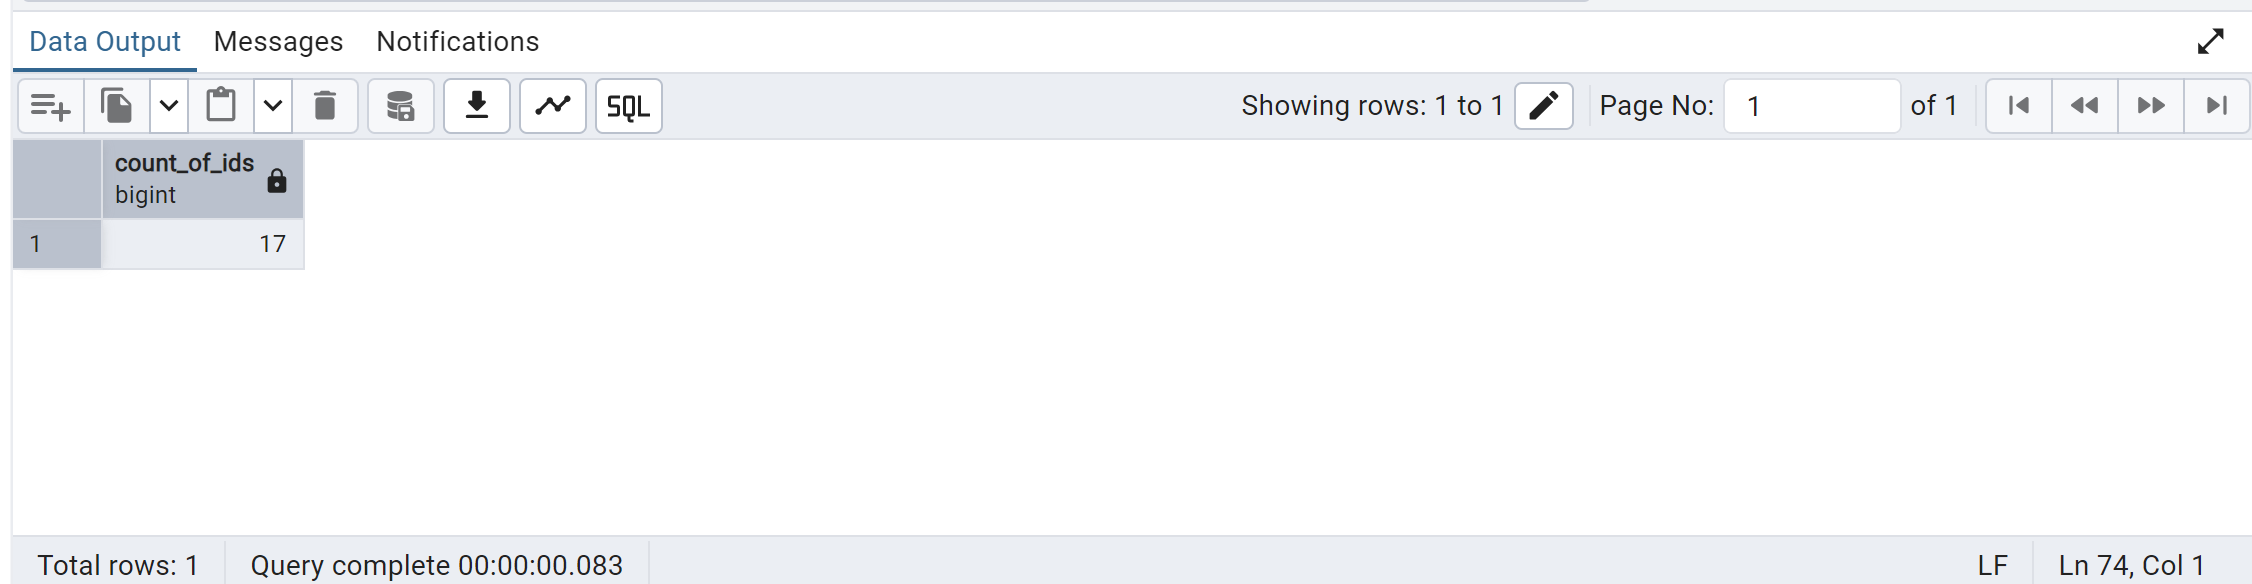 Data Output Messages Notifications
SQL Showing rows: 1 to 1 Page No: 1 of 1
count_of_ids
bigint
1 17
Total rows: 1 Query complete 00:00:00.083 LF Ln 74, Col 1